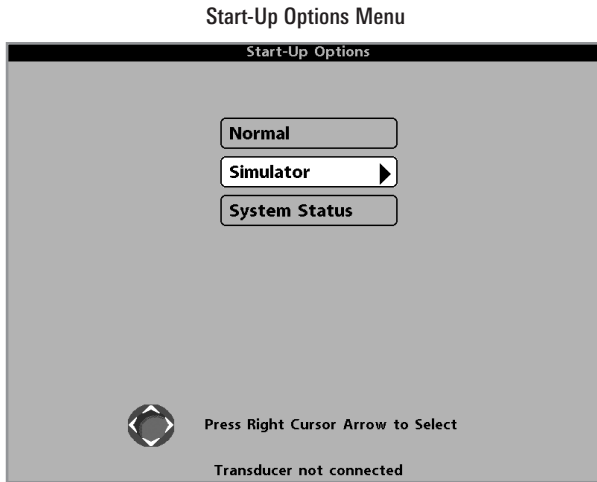 Start-Up Options Menu
Start-Up Options
Normal
Simulator
System Status
Press Right Cursor Arrow to Select
Transducer not connected